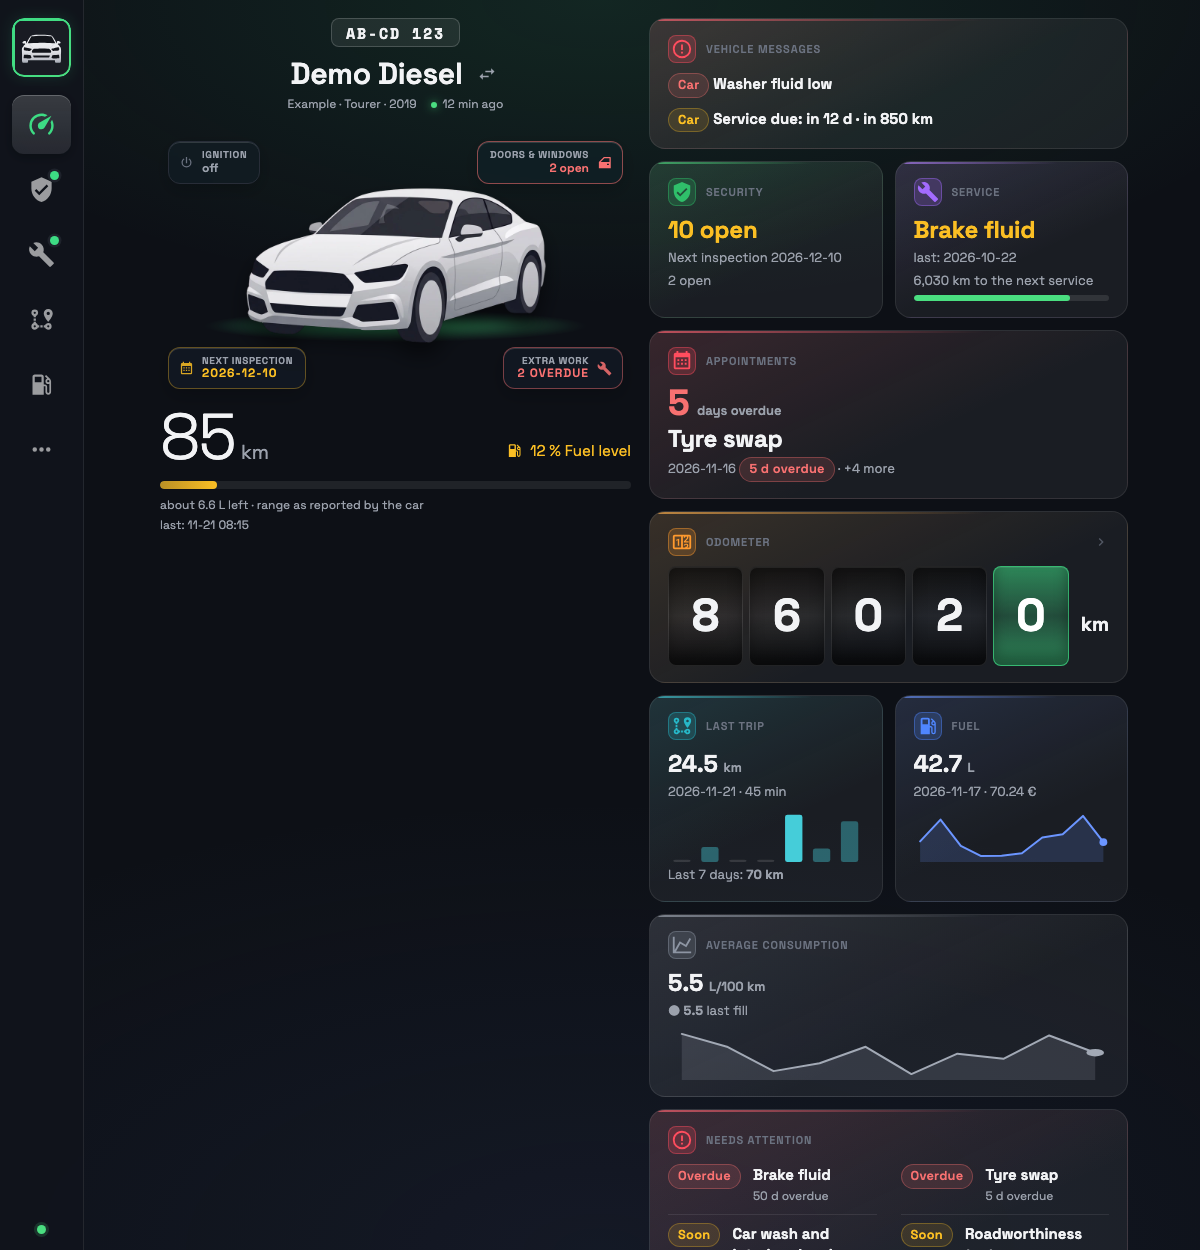 AB-CD 123
Demo Diesel
Example · Tourer · 2019 12 min ago
IGNITION
off
DOORS & WINDOWS
2 open
NEXT INSPECTION
2026-12-10
EXTRA WORK
2 OVERDUE
85 km
12 % Fuel level
about 6.6 L left · range as reported by the car
last: 11-21 08:15
VEHICLE MESSAGES
Car Washer fluid low
Car Service due: in 12 d · in 850 km
SECURITY
10 open
Next inspection 2026-12-10
2 open
SERVICE
Brake fluid
last: 2026-10-22
6,030 km to the next service
APPOINTMENTS
5 days overdue
Tyre swap
2026-11-16 5 d overdue · +4 more
ODOMETER
8 6 0 2 0 km
LAST TRIP
24.5 km
2026-11-21 · 45 min
Last 7 days: 70 km
FUEL
42.7 L
2026-11-17 · 70.24 €
AVERAGE CONSUMPTION
5.5 L/100 km
5.5 last fill
NEEDS ATTENTION
Overdue Brake fluid
50 d overdue
Overdue Tyre swap
5 d overdue
Soon Car wash and
Soon Roadworthiness